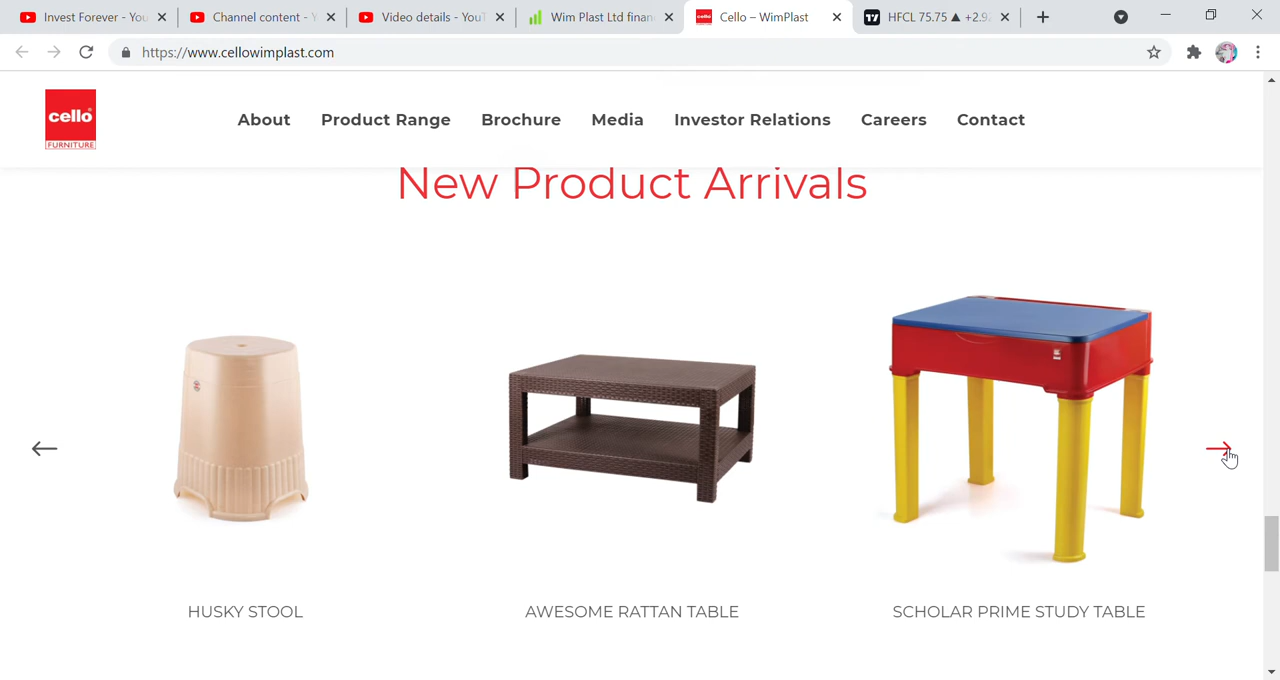 Invest Forever - You
Channel content - Y
Video details - YouT
Wim Plast Ltd finan
Cello – WimPlast
HFCL 75.75 ▲ +2.9
https://www.cellowimplast.com
cello
FURNITURE
About
Product Range
Brochure
Media
Investor Relations
Careers
Contact
New Product Arrivals
HUSKY STOOL
AWESOME RATTAN TABLE
SCHOLAR PRIME STUDY TABLE